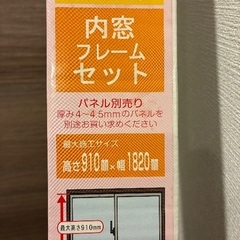 内窓
フレーム
セット
パネル別売り
厚み4~4.5mmのパネルを
別途お買い求めください
最大施工サイズ
高さ910mm×幅1820mm
最大高さ910mm